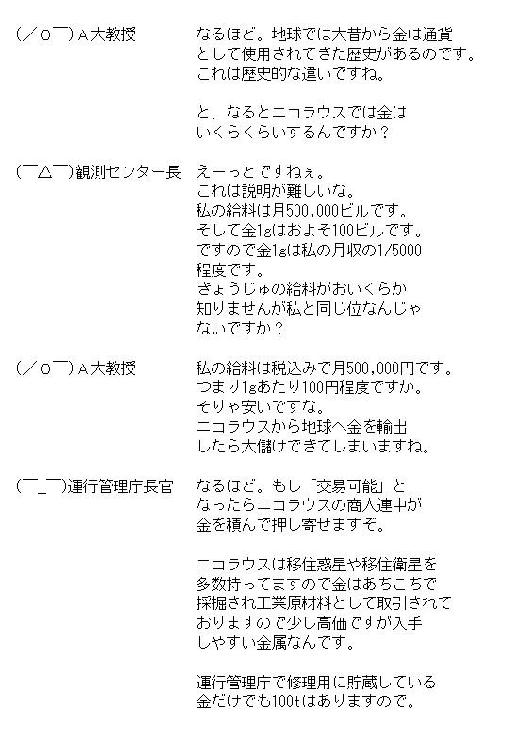 (／０￣)Ａ大教授 なるほど。地球では大昔から金は通貨
として使用されてきた歴史があるのです。
これは歴史的な違いですね。
と、なるとニコラウスでは金は
いくらくらいするんですか？
(￣△￣)観測センター長 えーっとですねぇ。
これは説明が難しいな。
私の給料は月500,000ビルです。
そして金1gはおよそ100ビルです。
ですので金1gは私の月収の1/5000
程度です。
きょうじゅの給料がおいくらか
知りませんが私と同じ位なんじゃ
ないですか？
(／０￣)Ａ大教授 私の給料は税込みで月500,000円です。
つまり1gあたり100円程度ですか。
そりゃ安いですな。
ニコラウスから地球へ金を輸出
したら大儲けできてしまいますね。
(￣_￣)運行管理庁長官 なるほど。もし「交易可能」と
なったらニコラウスの商人連中が
金を積んで押し寄せますぞ。
ニコラウスは移住惑星や移住衛星を
多数持ってますので金はあちこちで
採掘され工業原材料として取引されて
おりますので少し高価ですが入手
しやすい金属なんです。
運行管理庁で修理用に貯蔵している
金だけでも100tはありますので。